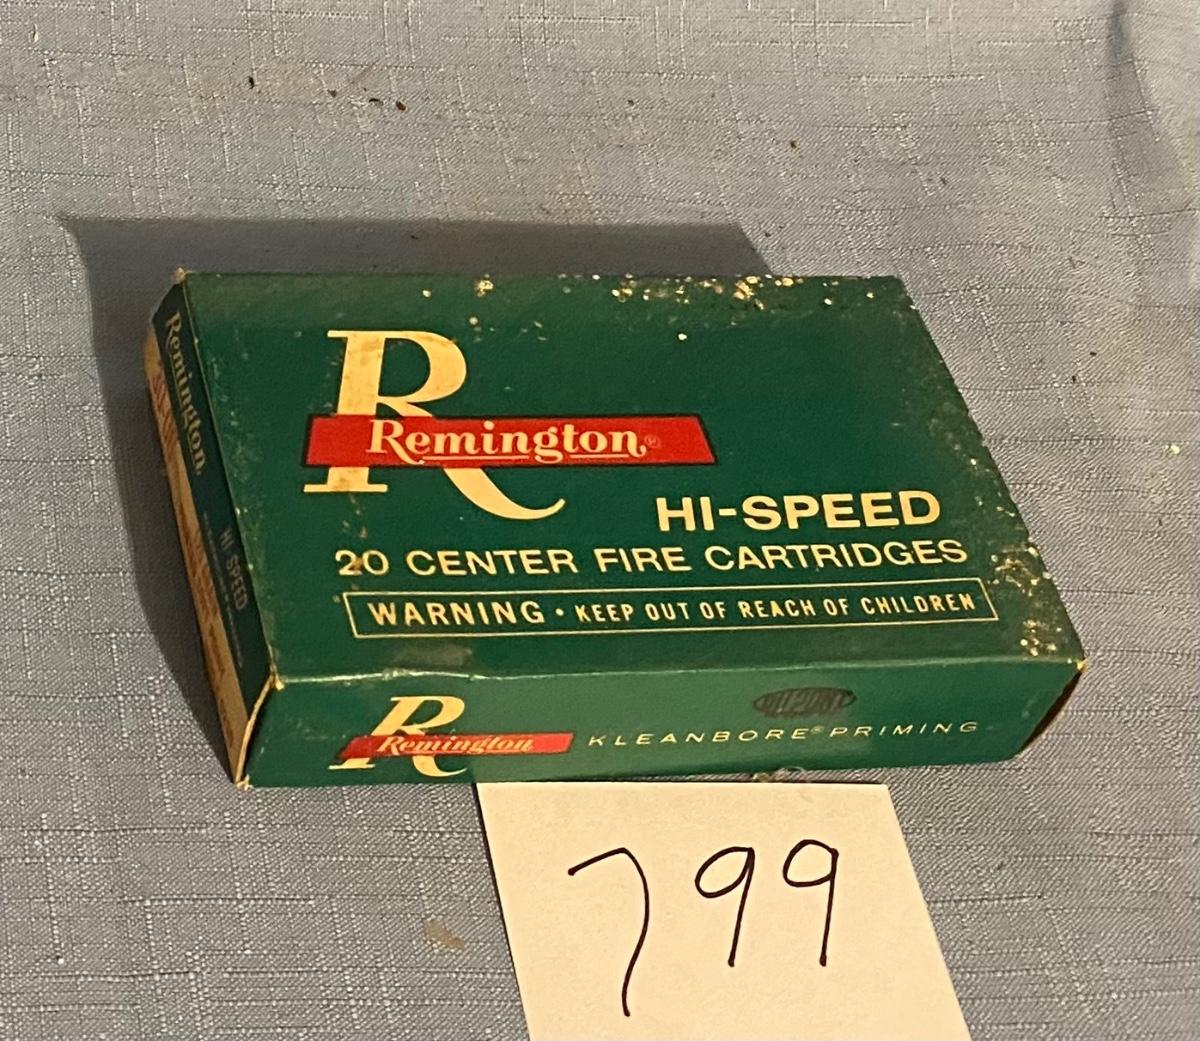 R
Remington®
HI-SPEED
20 CENTER FIRE CARTRIDGES
WARNING • KEEP OUT OF REACH OF CHILDREN
Remington
HI-SPEED
R
Remington
DUPONT
KLEANBORE® PRIMING
799